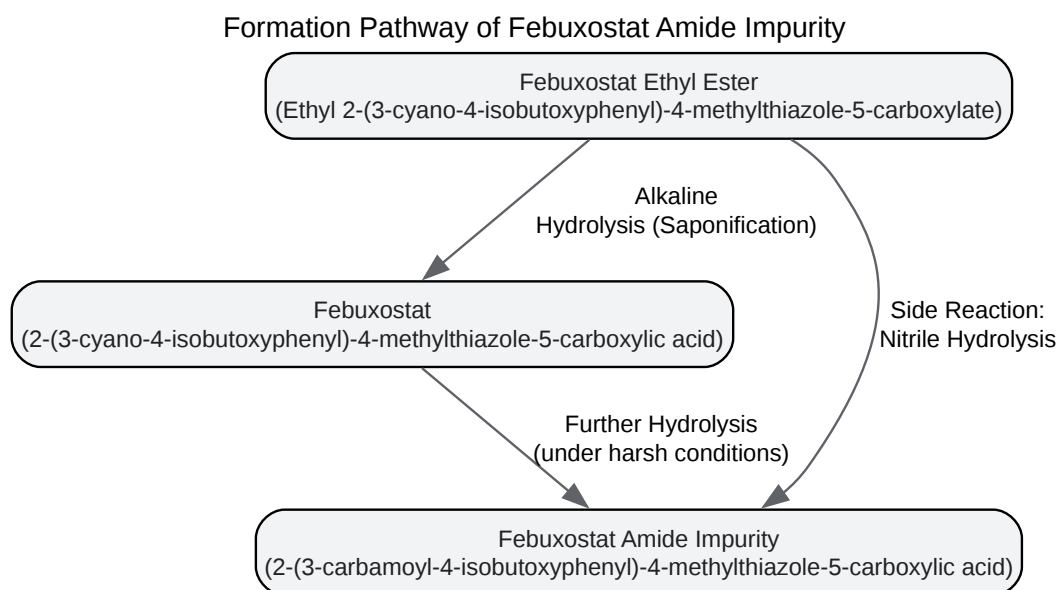 Formation Pathway of Febuxostat Amide Impurity
Febuxostat Ethyl Ester
(Ethyl 2-(3-cyano-4-isobutoxyphenyl)-4-methylthiazole-5-carboxylate)
Alkaline
Hydrolysis (Saponification)
Febuxostat
(2-(3-cyano-4-isobutoxyphenyl)-4-methylthiazole-5-carboxylic acid)
Side Reaction:
Nitrile Hydrolysis
Further Hydrolysis
(under harsh conditions)
Febuxostat Amide Impurity
(2-(3-carbamoyl-4-isobutoxyphenyl)-4-methylthiazole-5-carboxylic acid)